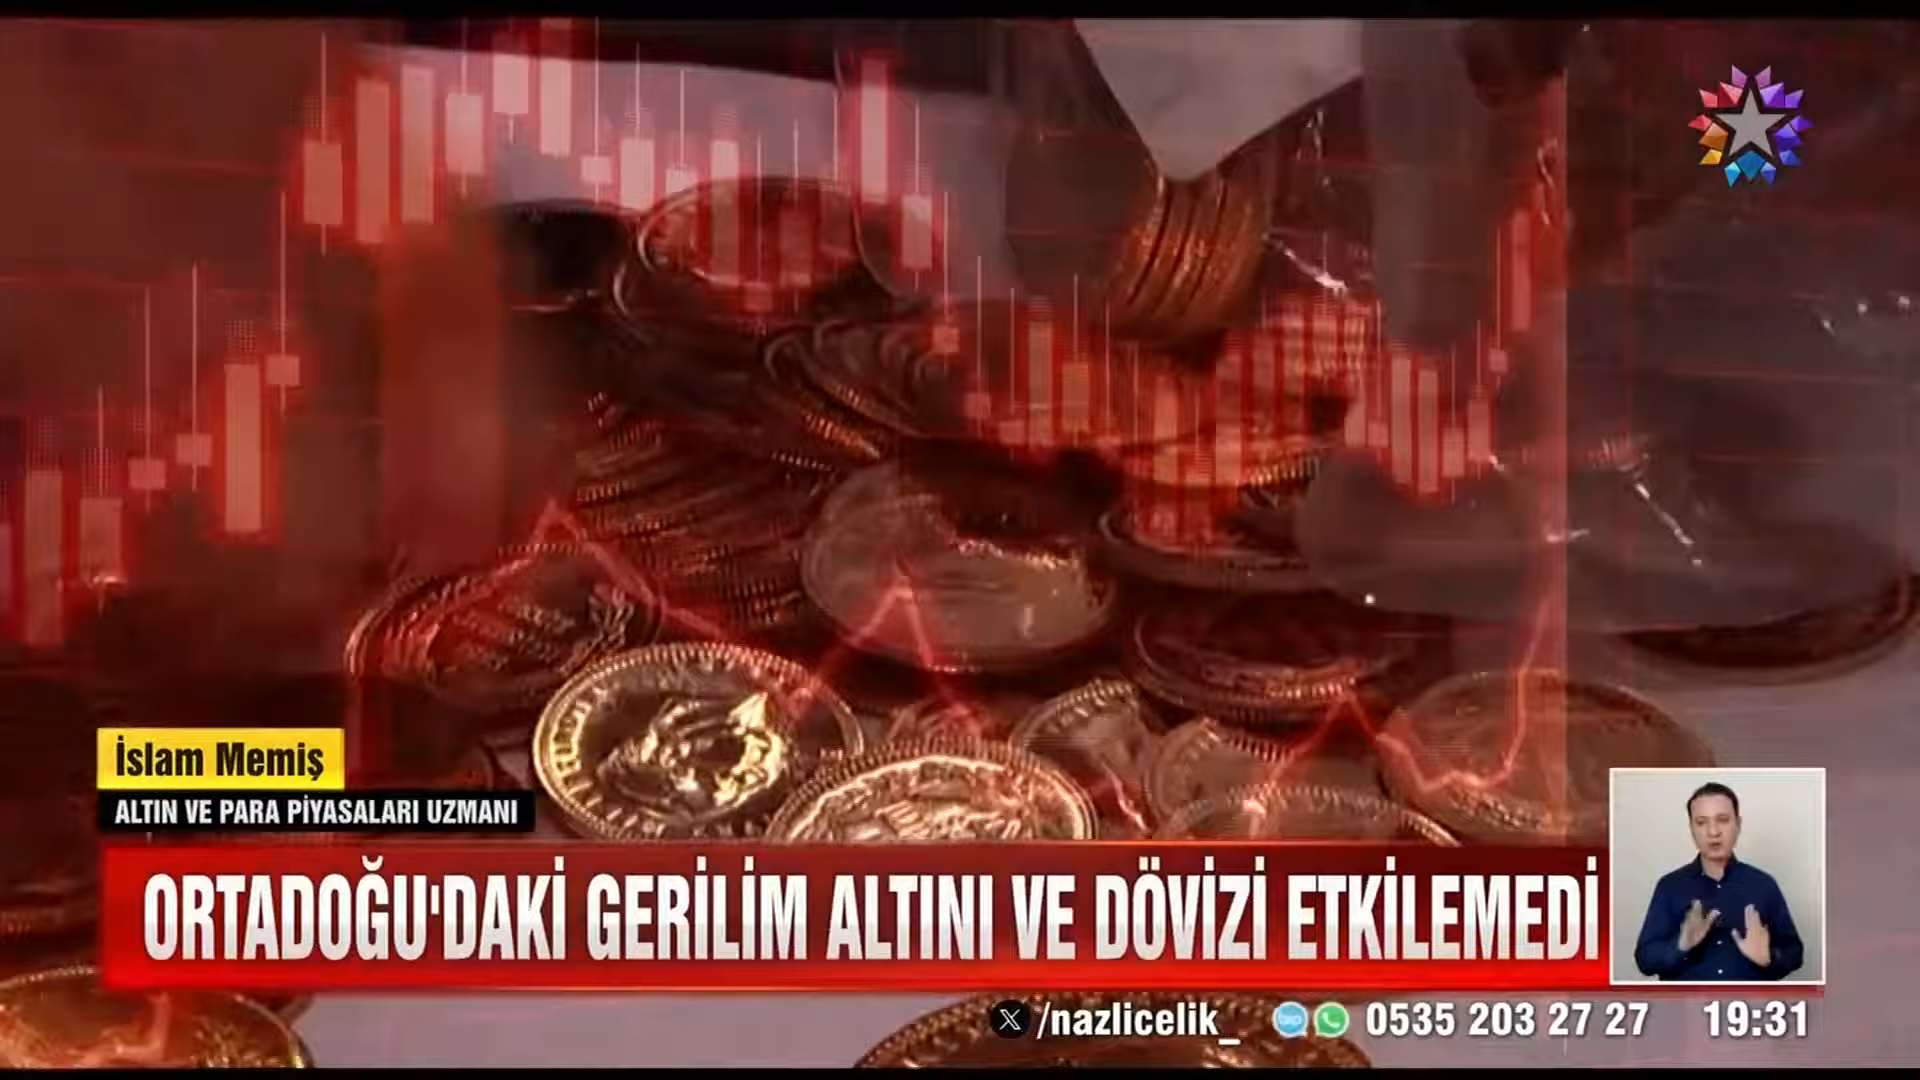 İslam Memiş
ALTIN VE PARA PİYASALARI UZMANI
ORTADOĞU'DAKİ GERİLİM ALTINI VE DÖVİZİ ETKİLEMEDİ
X /nazlicelik_ bip 0535 203 27 27 19:31